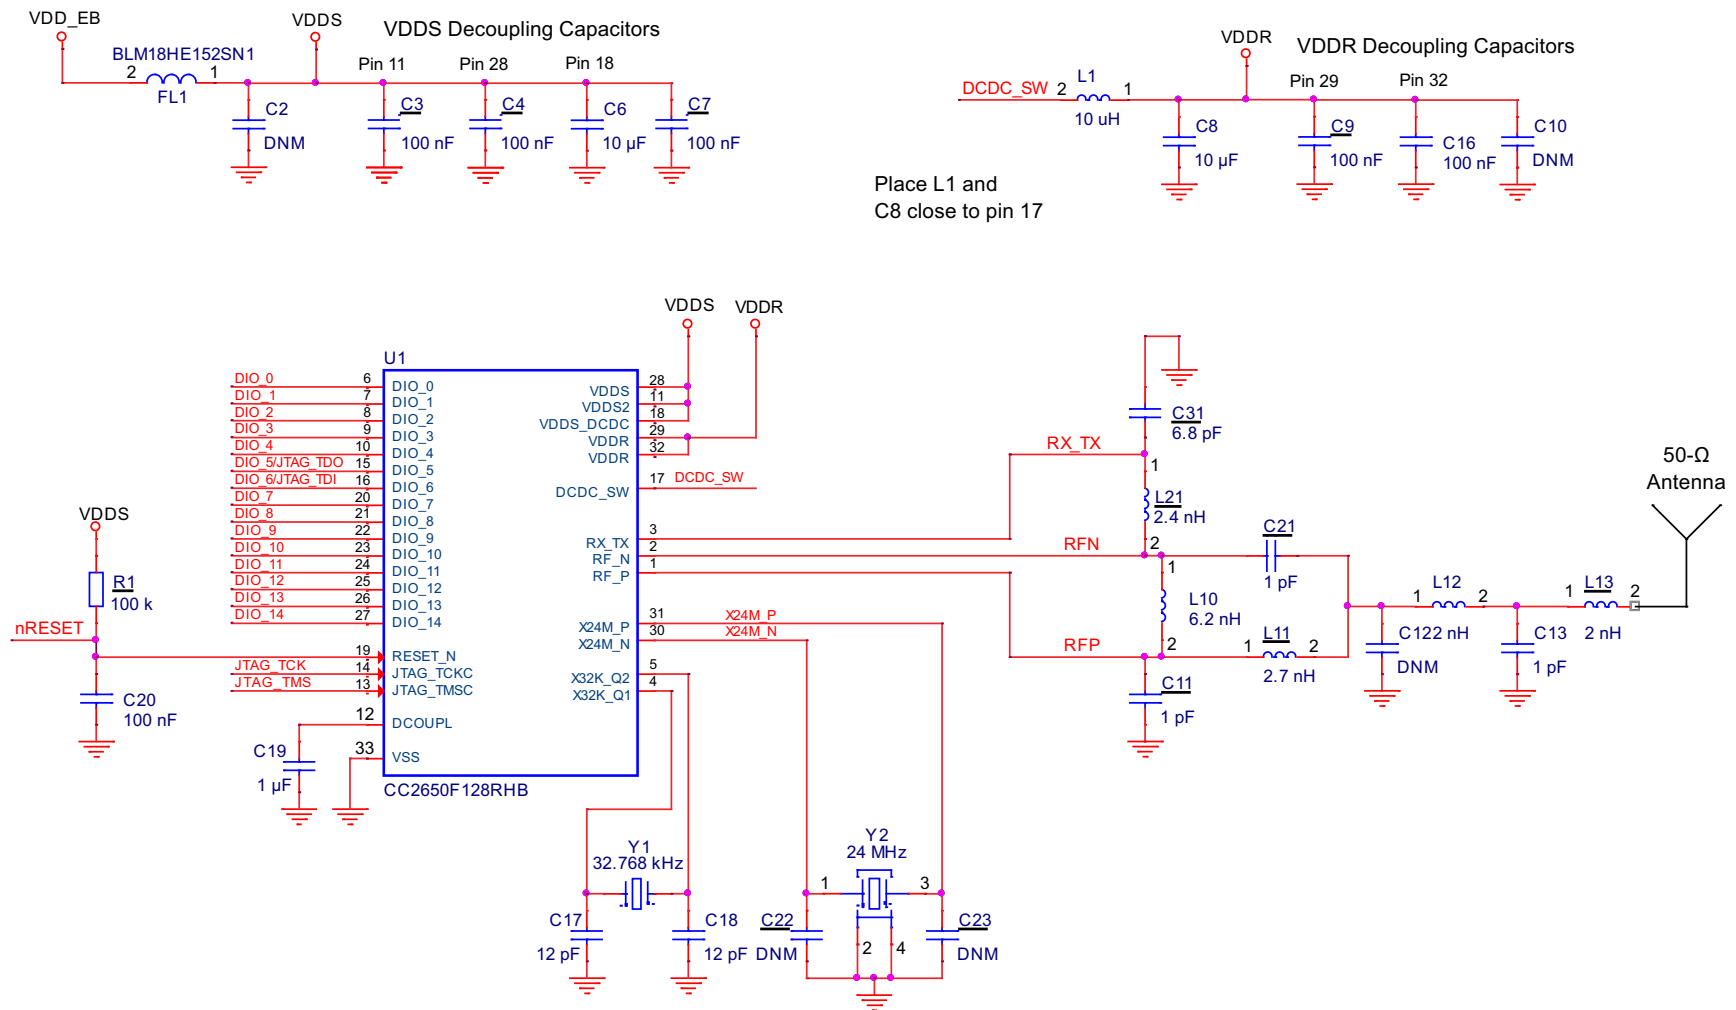 VDD_EB
VDDS
VDDS Decoupling Capacitors
BLM18HE152SN1
2
1
FL1
Pin 11
Pin 28
Pin 18
C2
DNM
C3
100 nF
C4
100 nF
C6
10 µF
C7
100 nF
VDDR
VDDR Decoupling Capacitors
DCDC_SW
2
L1
1
10 uH
Pin 29
Pin 32
C8
10 µF
C9
100 nF
C16
100 nF
C10
DNM
Place L1 and
C8 close to pin 17
VDDS
VDDR
U1
DIO_0 6 DIO_0
DIO_1 7 DIO_1
DIO_2 8 DIO_2
DIO_3 9 DIO_3
DIO_4 10 DIO_4
DIO_5/JTAG_TDO 15 DIO_5
DIO_6/JTAG_TDI 16 DIO_6
DIO_7 20 DIO_7
DIO_8 21 DIO_8
DIO_9 22 DIO_9
DIO_10 23 DIO_10
DIO_11 24 DIO_11
DIO_12 25 DIO_12
DIO_13 26 DIO_13
DIO_14 27 DIO_14
19 RESET_N
JTAG_TCK 14 JTAG_TCKC
JTAG_TMS 13 JTAG_TMSC
12 DCOUPL
33 VSS
VDDS 28
VDDS2 11
VDDS_DCDC 18
VDDR 29
VDDR 32
DCDC_SW 17 DCDC_SW
RX_TX 3
RF_N 2
RF_P 1
X24M_P 31 X24M_P
X24M_N 30 X24M_N
X32K_Q2 5
X32K_Q1 4
CC2650F128RHB
VDDS
R1
100 k
nRESET
C20
100 nF
C19
1 µF
Y1
32.768 kHz
C17
12 pF
C18
12 pF
Y2
24 MHz
1
3
2
4
C22
DNM
C23
DNM
RX_TX
RFN
RFP
C31
6.8 pF
1
L21
2.4 nH
2
1
L10
6.2 nH
2
C21
1 pF
1
L11
2
2.7 nH
C11
1 pF
1
L12
2
C122 nH
DNM
C13
1 pF
1
L13
2
2 nH
50-Ω
Antenna